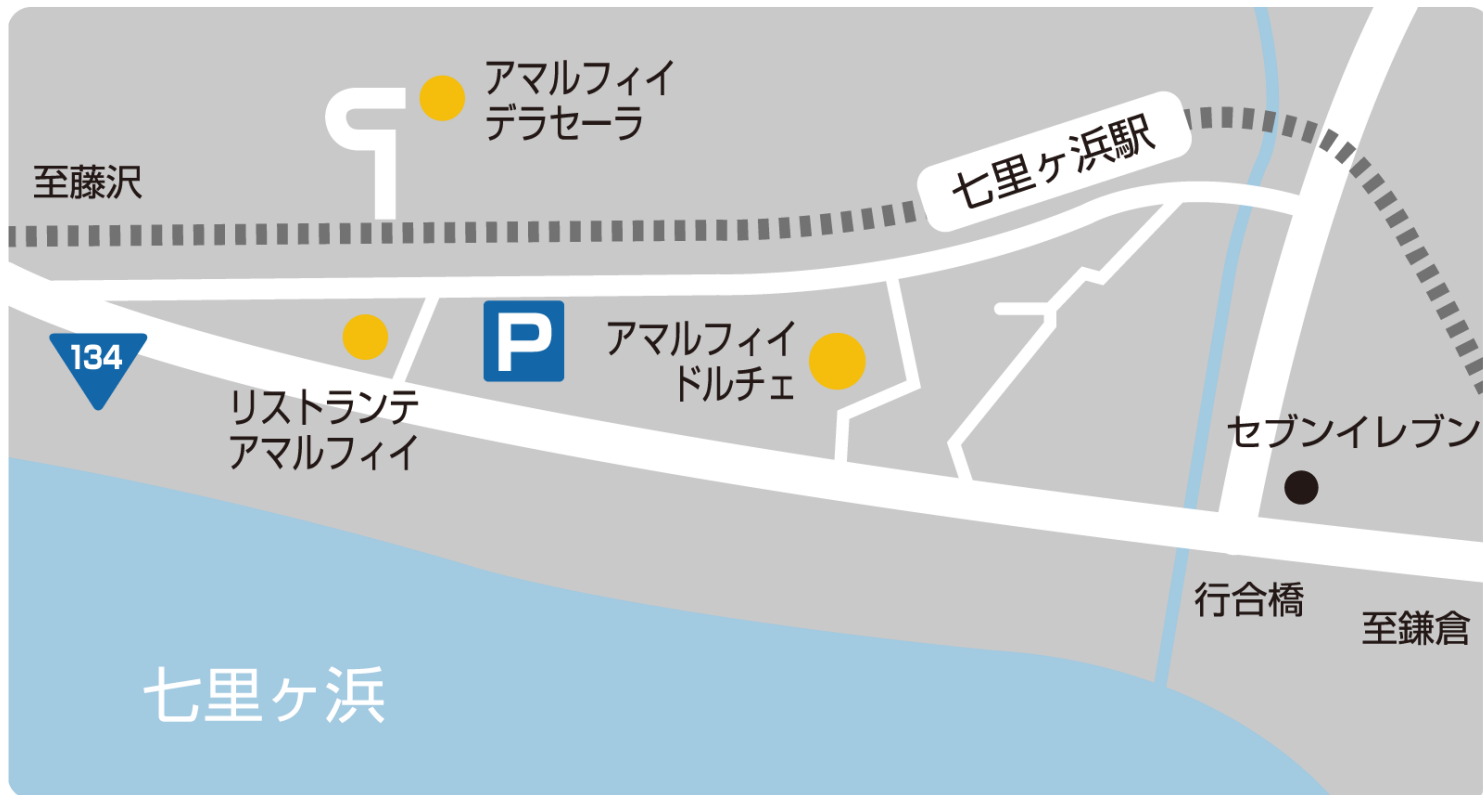 アマルフィイ
デラセーラ
七里ヶ浜駅
至藤沢
134
P
アマルフィイ
ドルチェ
リストランテ
アマルフィイ
セブンイレブン
行合橋
至鎌倉
七里ヶ浜